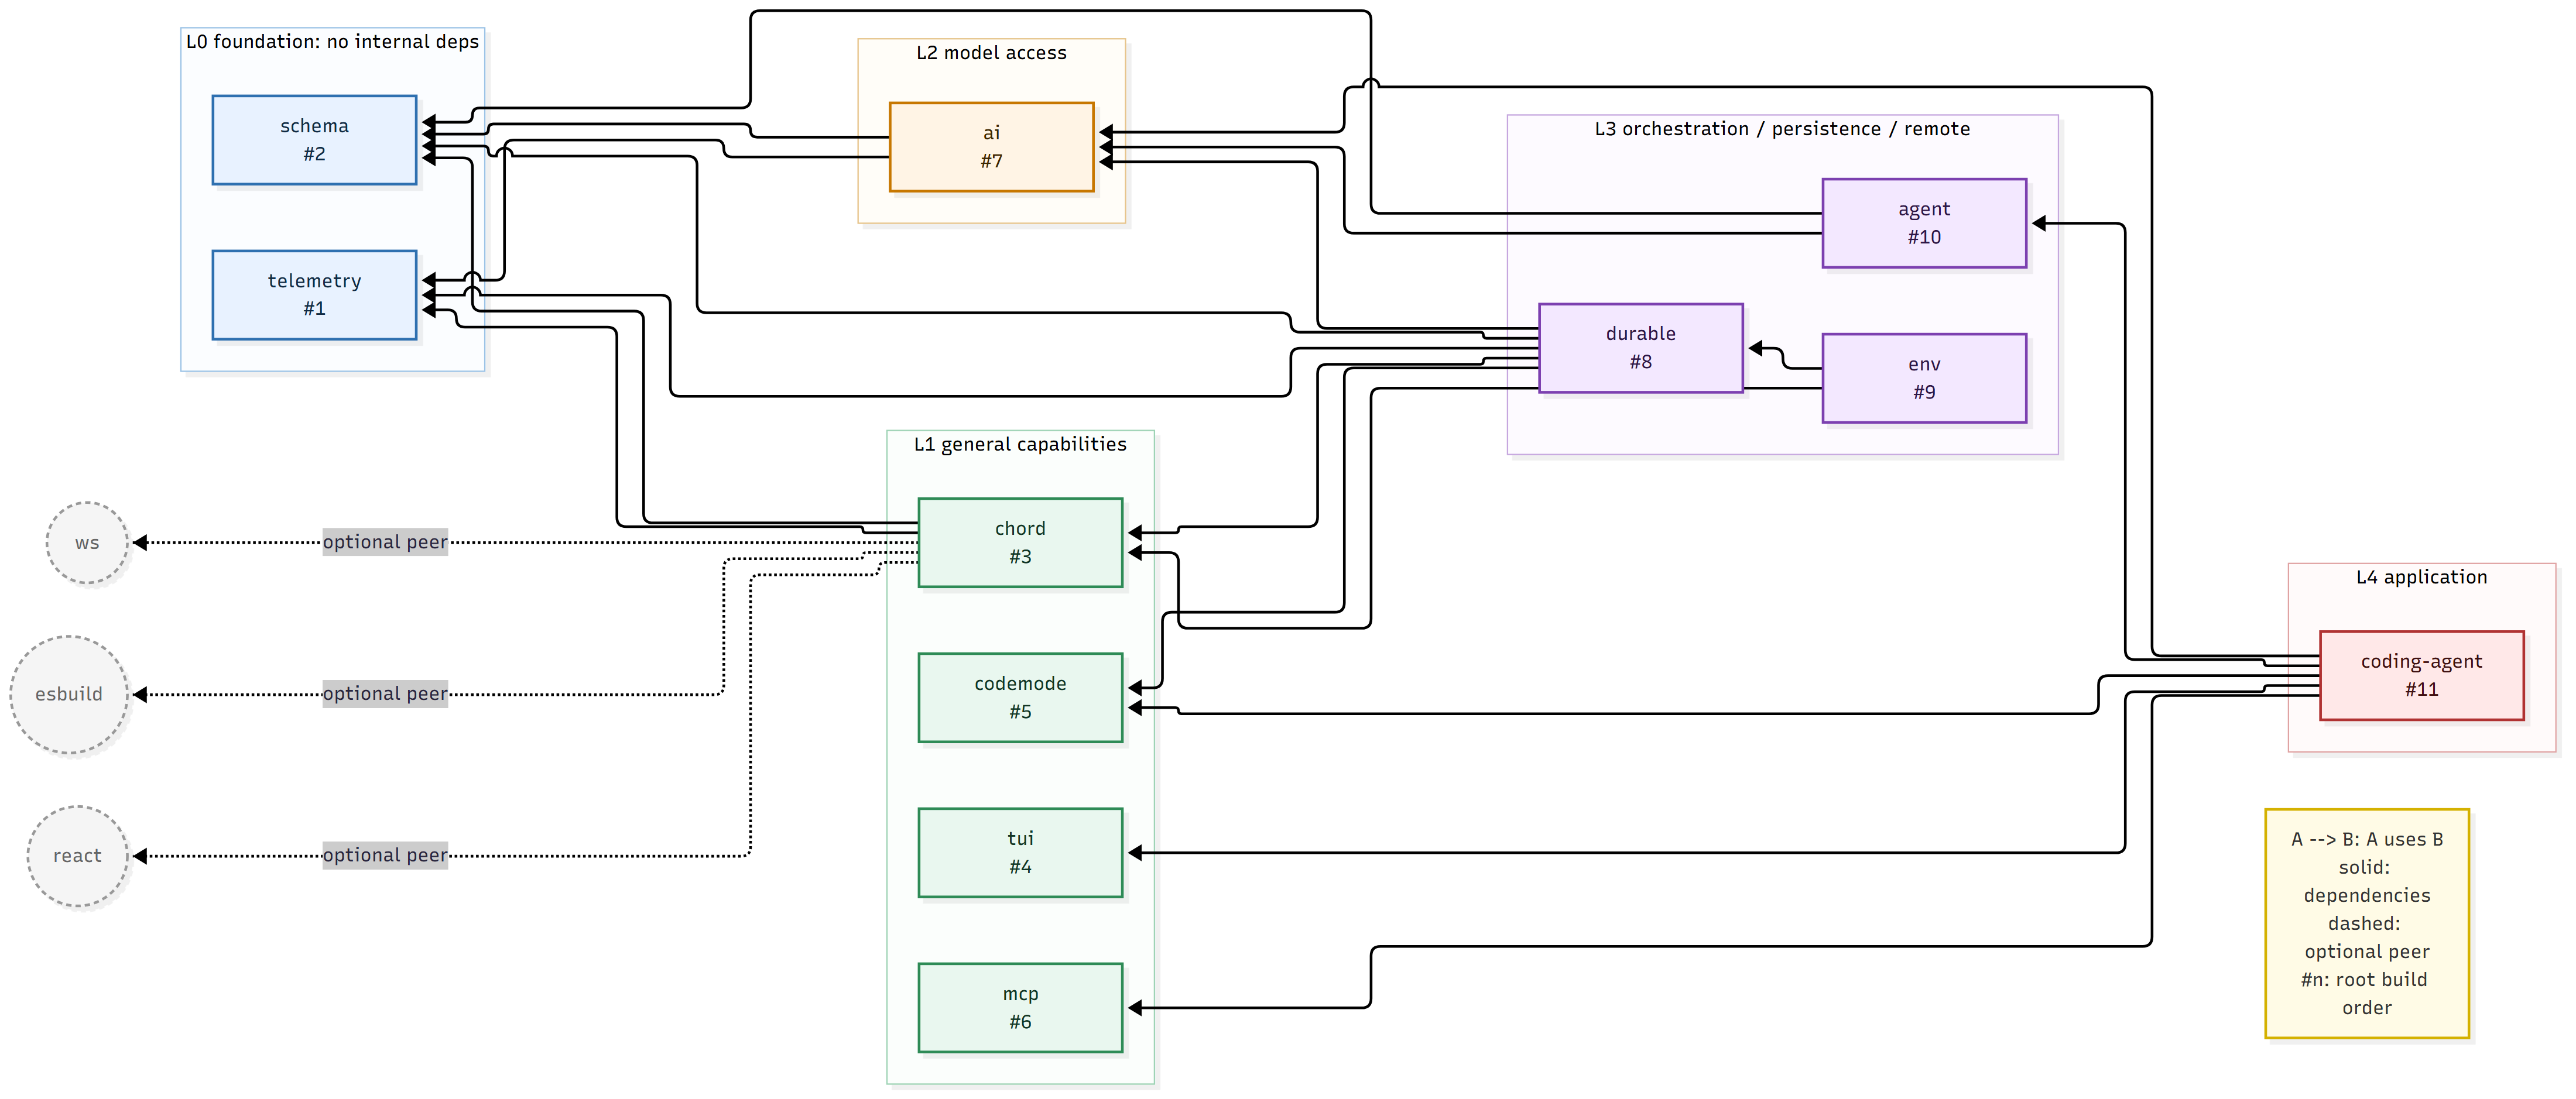 L0 foundation: no internal deps
schema
#2
telemetry
#1
L2 model access
ai
#7
L3 orchestration / persistence / remote
agent
#10
durable
#8
env
#9
L1 general capabilities
chord
#3
codemode
#5
tui
#4
mcp
#6
ws
optional peer
esbuild
optional peer
react
optional peer
L4 application
coding-agent
#11
A --> B: A uses B
solid:
dependencies
dashed:
optional peer
#n: root build
order